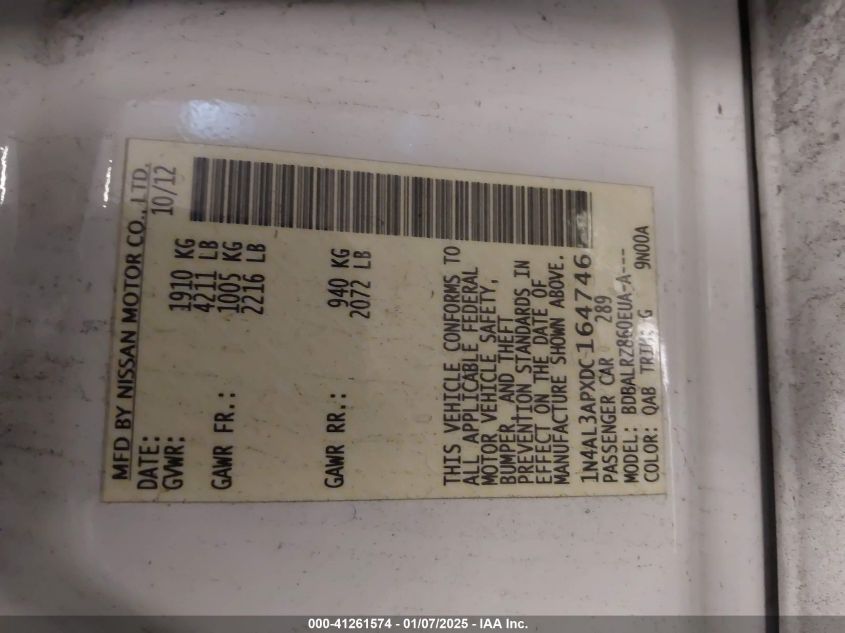 MFD BY NISSAN MOTOR CO., LTD.
DATE: 10/12
GVWR: 1910 KG
4211 LB
GAWR FR.: 1005 KG
2216 LB
GAWR RR.: 940 KG
2072 LB
THIS VEHICLE CONFORMS TO
ALL APPLICABLE FEDERAL
MOTOR VEHICLE SAFETY,
BUMPER, AND THEFT
PREVENTION STANDARDS IN
EFFECT ON THE DATE OF
MANUFACTURE SHOWN ABOVE.
1N4AL3APXDC164746
PASSENGER CAR 289
MODEL: BDBALRZ860EUA-A---
COLOR: QAB TRIM: G 9N00A
000-41261574 - 01/07/2025 - IAA Inc.